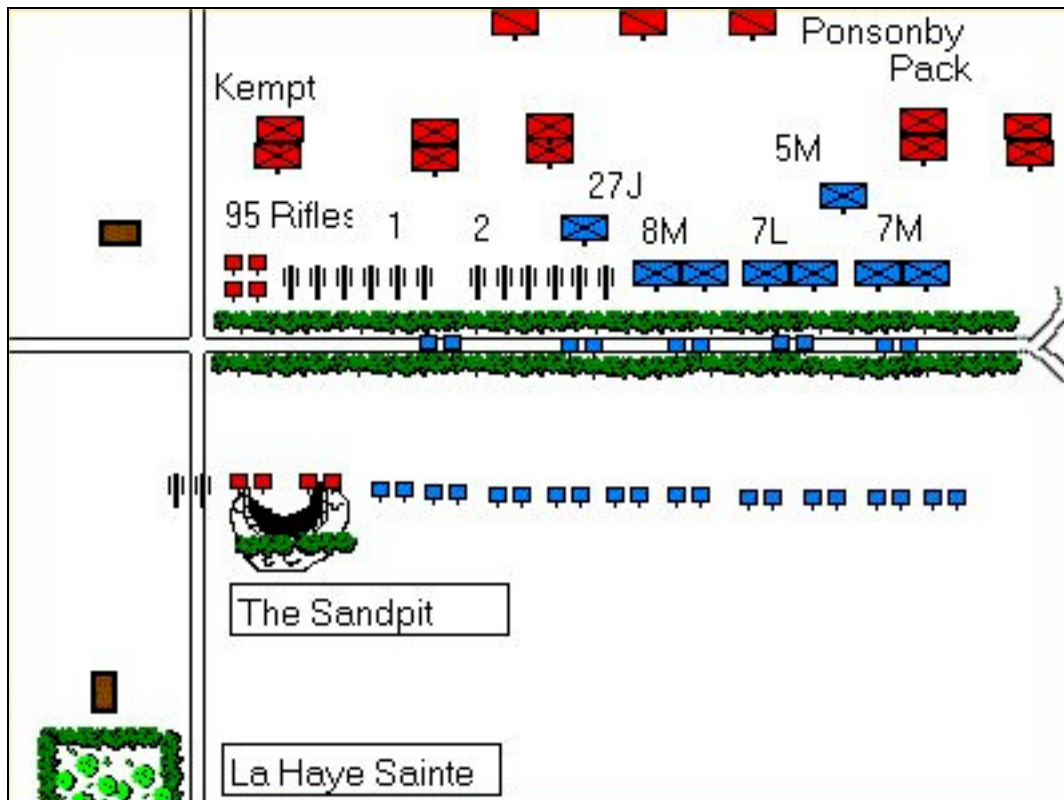 Ponsonby
Pack
Kempt
5M
27J
95 Rifles
1
2
8M
7L
7M
The Sandpit
La Haye Sainte